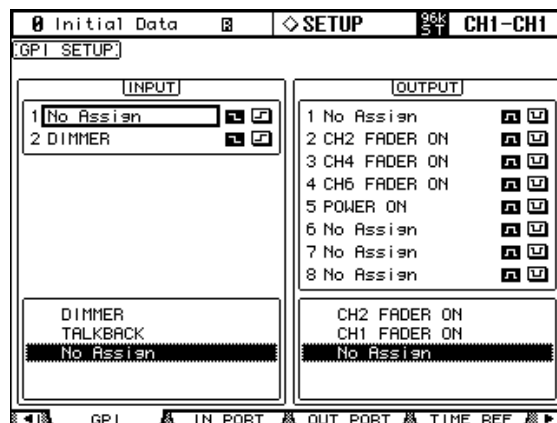 0 Initial Data SETUP 96k ST CH1-CH1
GPI SETUP
INPUT
1 No Assign
2 DIMMER
DIMMER
TALKBACK
No Assign
OUTPUT
1 No Assign
2 CH2 FADER ON
3 CH4 FADER ON
4 CH6 FADER ON
5 POWER ON
6 No Assign
7 No Assign
8 No Assign
CH2 FADER ON
CH1 FADER ON
No Assign
GPI IN PORT OUT PORT TIME REF